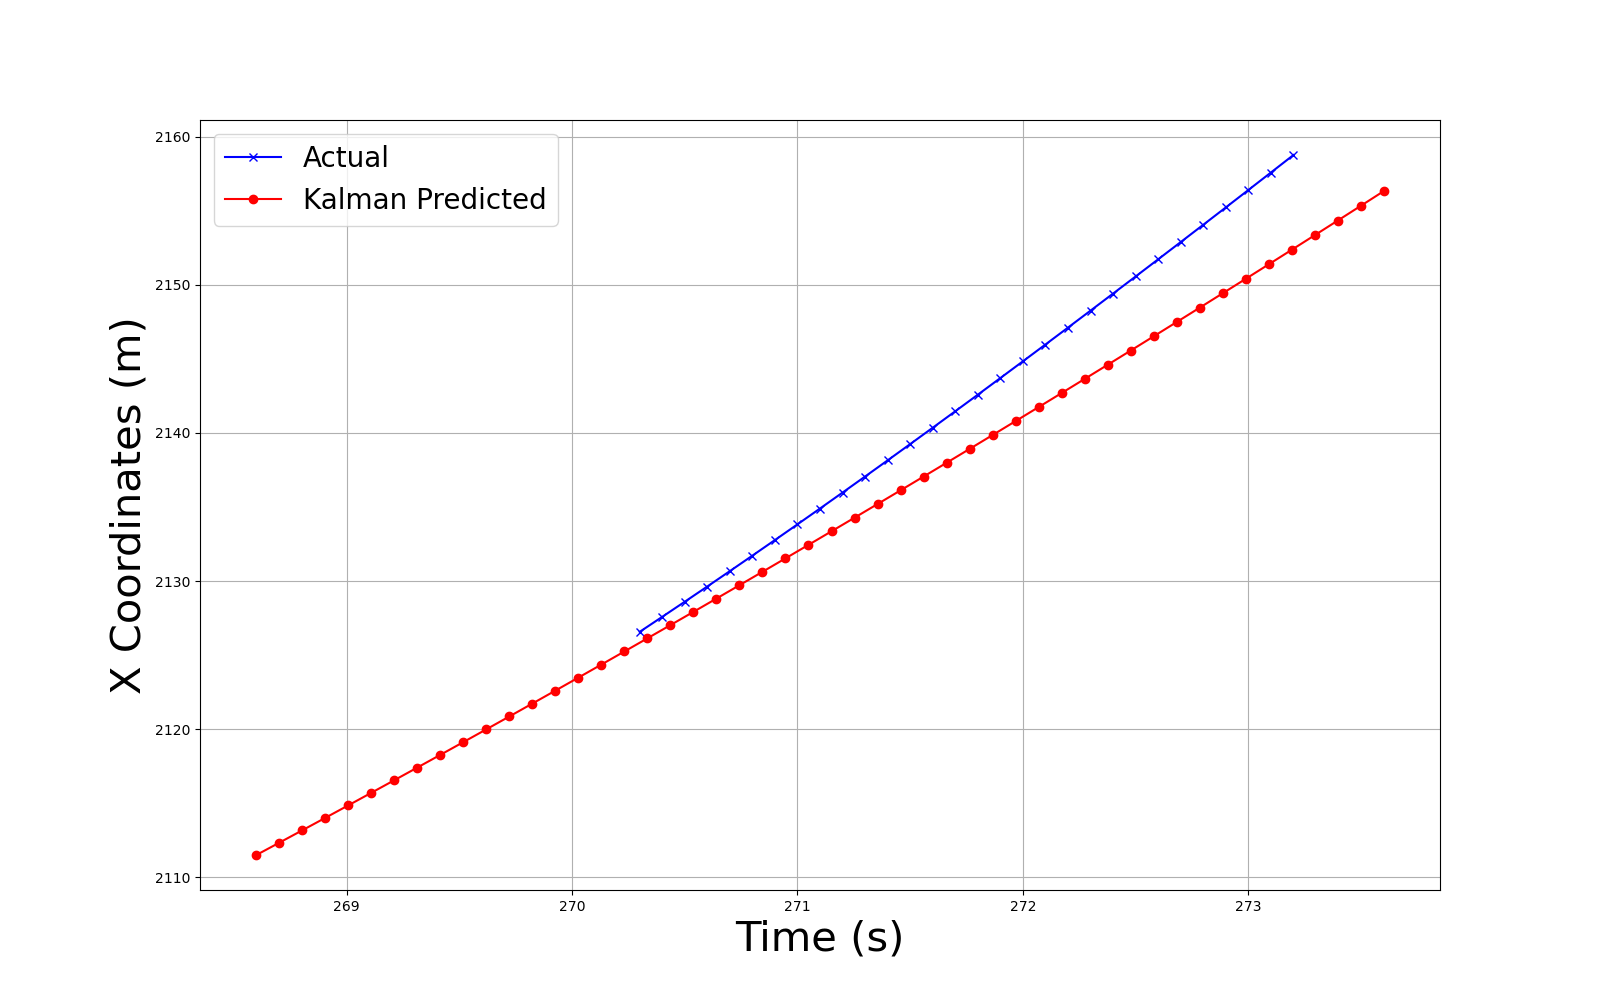 Actual
Kalman Predicted
2160
2150
2140
2130
2120
2110
X Coordinates (m)
269 270 271 272 273
Time (s)